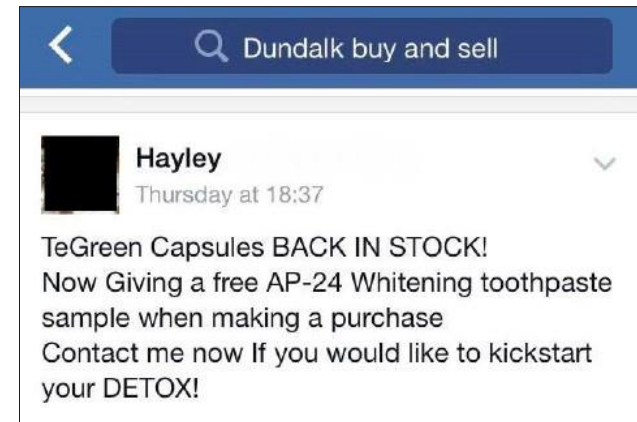 Dundalk buy and sell
Hayley
Thursday at 18:37
TeGreen Capsules BACK IN STOCK!
Now Giving a free AP-24 Whitening toothpaste
sample when making a purchase
Contact me now If you would like to kickstart
your DETOX!